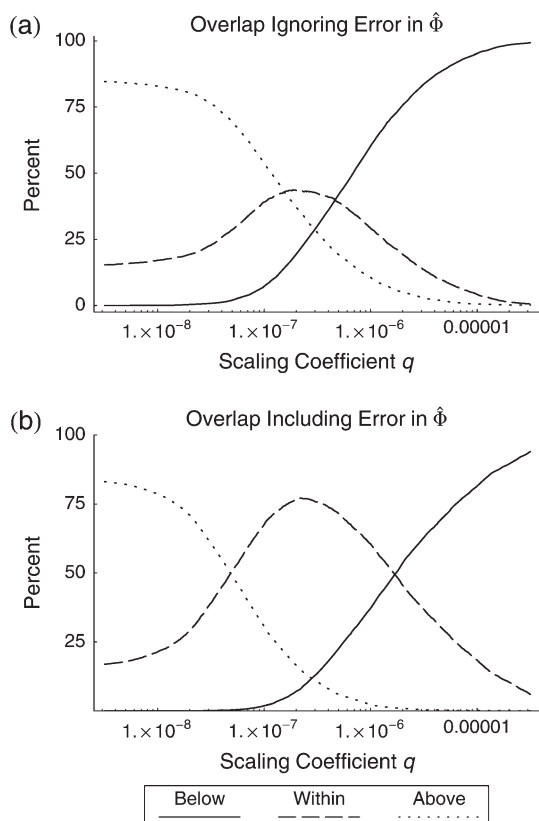 (a)
Overlap Ignoring Error in Φ̂
100
75
50
25
0
Percent
1.×10⁻⁸ 1.×10⁻⁷ 1.×10⁻⁶ 0.00001
Scaling Coefficient q
(b)
Overlap Including Error in Φ̂
100
75
50
25
Percent
1.×10⁻⁸ 1.×10⁻⁷ 1.×10⁻⁶ 0.00001
Scaling Coefficient q
Below Within Above